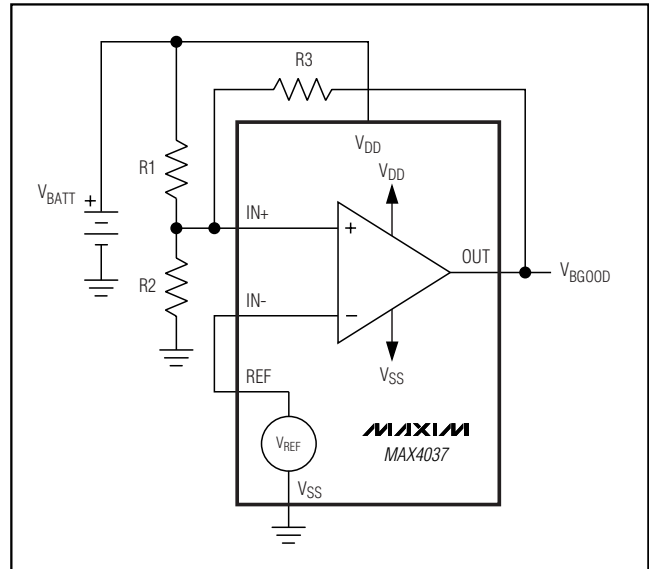 R3
V_DD
V_DD
R1
V_BATT
+
IN+
+
OUT
V_BGOOD
R2
IN-
−
V_SS
REF
V_REF
MAXIM
MAX4037
V_SS